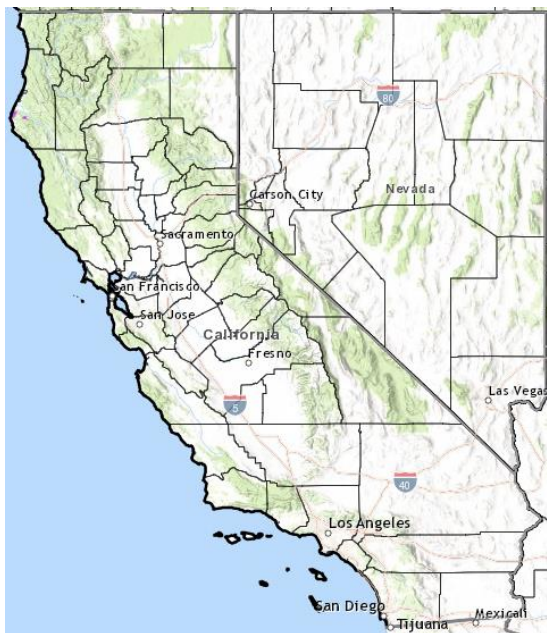 80
Carson City
Nevada
Sacramento
San Francisco
San Jose
California
Fresno
Las Vegas
5
40
Los Angeles
San Diego
Tijuana
Mexicali